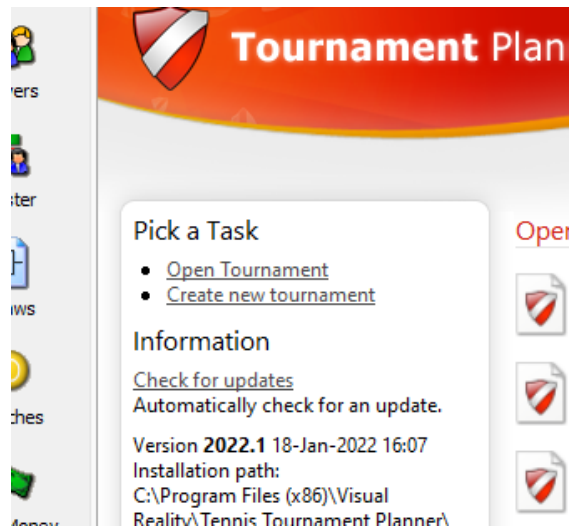 Tournament
Pick a Task
Open Tournament
Create new tournament
Information
Check for updates
Automatically check for an update.
Version 2022.1 18-Jan-2022 16:07
Installation path:
C:\Program Files (x86)\Visual
Reality\Tennis Tournament Planner\